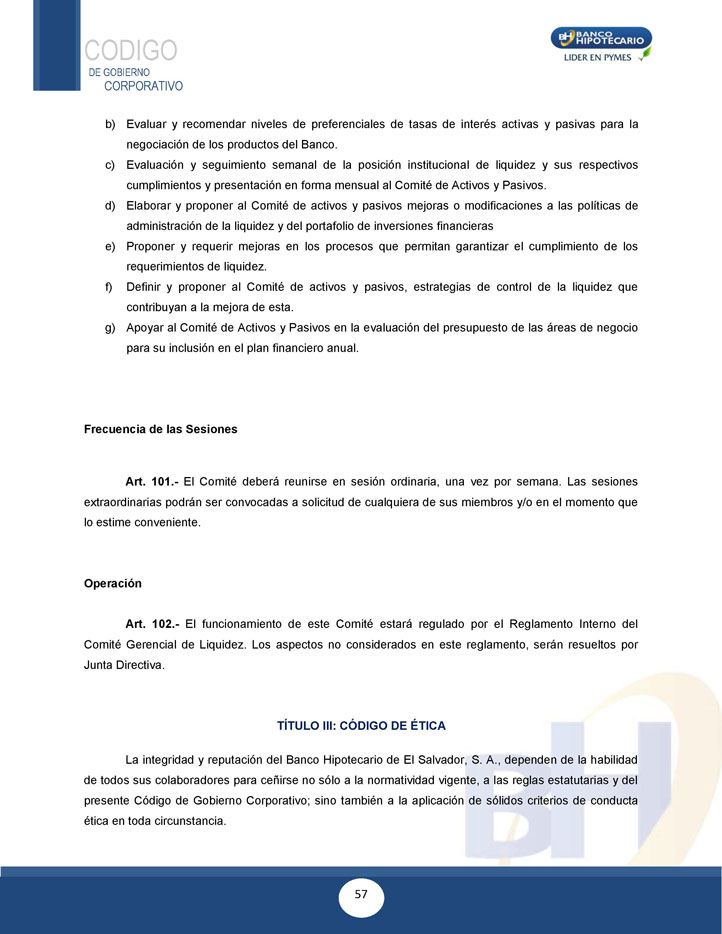 CODIGO
DE GOBIERNO
CORPORATIVO
BH BANCO
HIPOTECARIO
LIDER EN PYMES
b) Evaluar y recomendar niveles de preferenciales de tasas de interés activas y pasivas para la
negociación de los productos del Banco.
c) Evaluación y seguimiento semanal de la posición institucional de liquidez y sus respectivos
cumplimientos y presentación en forma mensual al Comité de Activos y Pasivos.
d) Elaborar y proponer al Comité de activos y pasivos mejoras o modificaciones a las políticas de
administración de la liquidez y del portafolio de inversiones financieras
e) Proponer y requerir mejoras en los procesos que permitan garantizar el cumplimiento de los
requerimientos de liquidez.
f) Definir y proponer al Comité de activos y pasivos, estrategias de control de la liquidez que
contribuyan a la mejora de esta.
g) Apoyar al Comité de Activos y Pasivos en la evaluación del presupuesto de las áreas de negocio
para su inclusión en el plan financiero anual.
Frecuencia de las Sesiones
Art. 101.- El Comité deberá reunirse en sesión ordinaria, una vez por semana. Las sesiones
extraordinarias podrán ser convocadas a solicitud de cualquiera de sus miembros y/o en el momento que
lo estime conveniente.
Operación
Art. 102.- El funcionamiento de este Comité estará regulado por el Reglamento Interno del
Comité Gerencial de Liquidez. Los aspectos no considerados en este reglamento, serán resueltos por
Junta Directiva.
TÍTULO III: CÓDIGO DE ÉTICA
La integridad y reputación del Banco Hipotecario de El Salvador, S. A., dependen de la habilidad
de todos sus colaboradores para ceñirse no sólo a la normatividad vigente, a las reglas estatutarias y del
presente Código de Gobierno Corporativo; sino también a la aplicación de sólidos criterios de conducta
ética en toda circunstancia.
BH
57